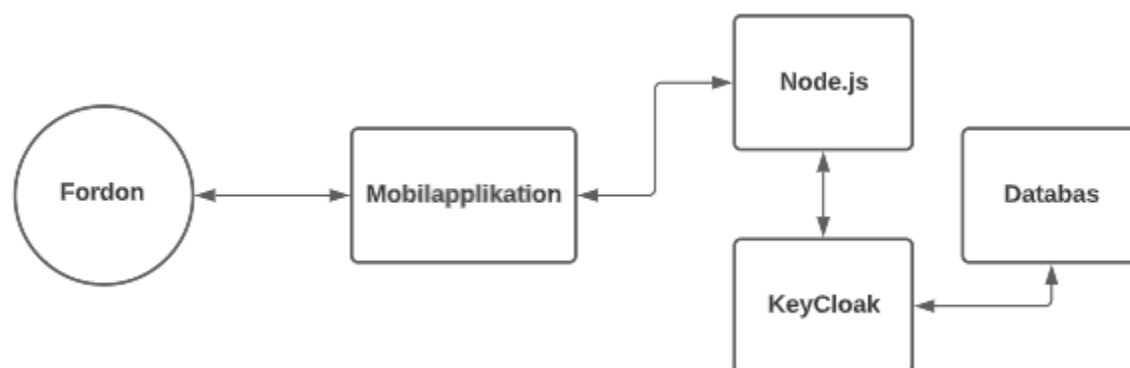 Node.js
Fordon
Mobilapplikation
Databas
KeyCloak